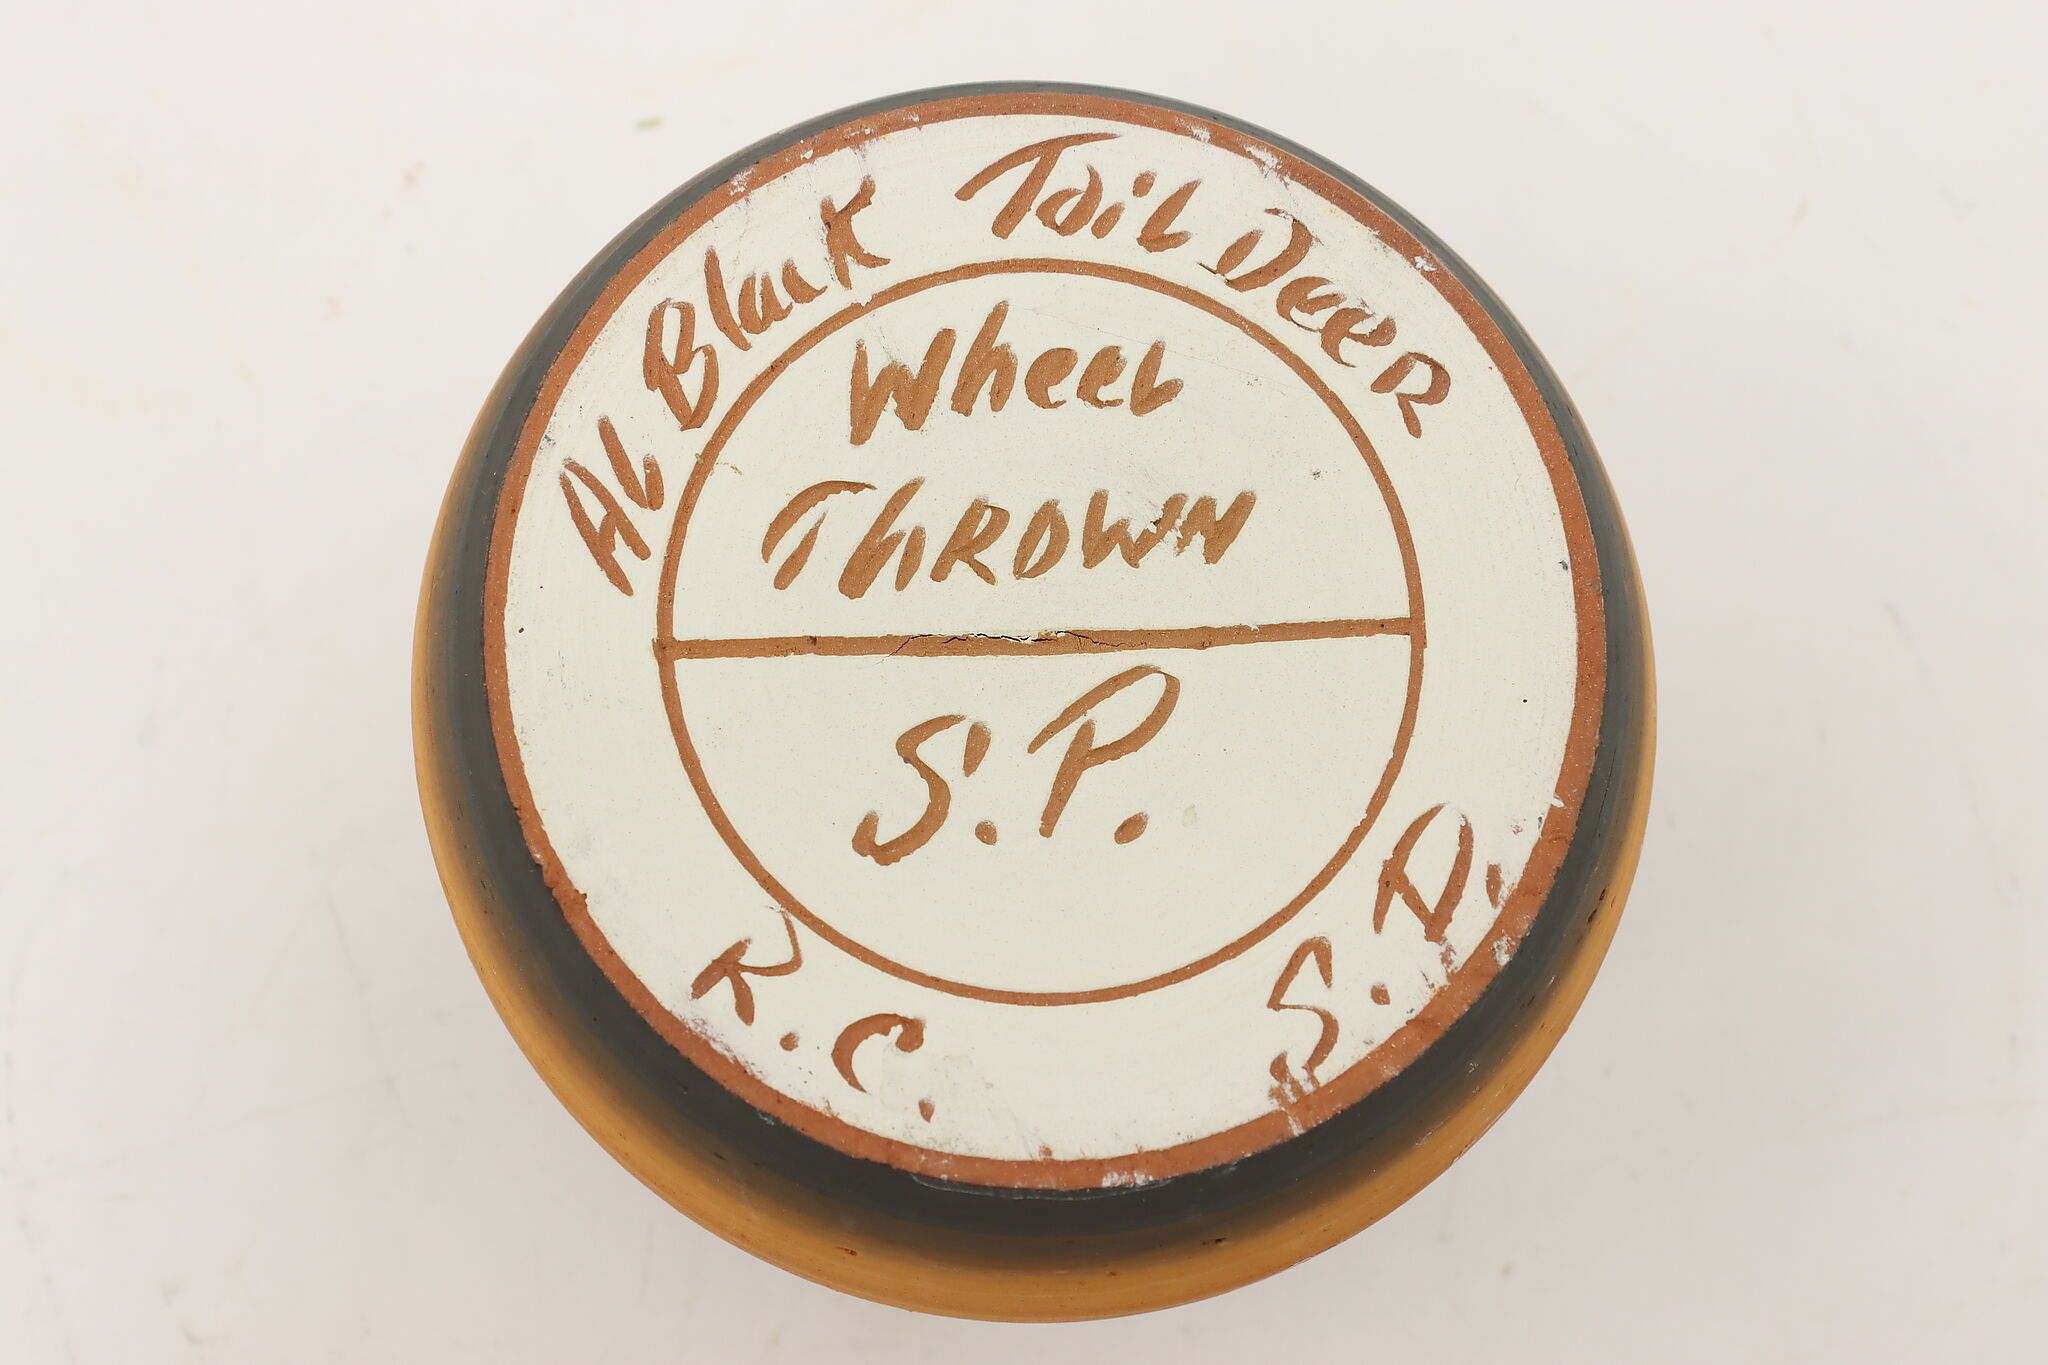 AL Black Tail Deer
Wheel
Thrown
S.P.
R.C. S.D.